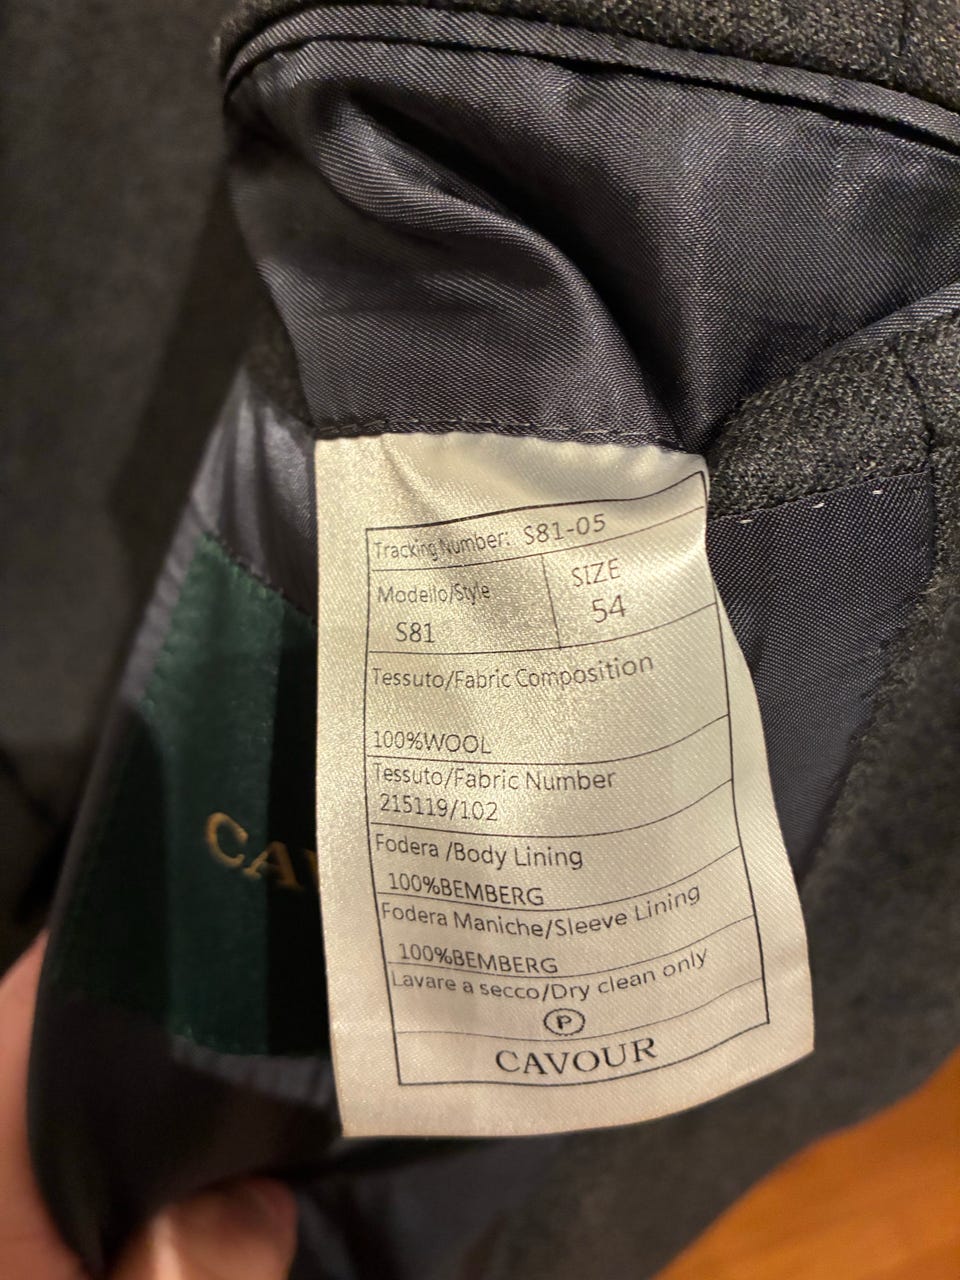 Tracking Number: S81-05
Modello/Style
S81
SIZE
54
Tessuto/Fabric Composition
100%WOOL
Tessuto/Fabric Number
215119/102
Fodera /Body Lining
100%BEMBERG
Fodera Maniche/Sleeve Lining
100%BEMBERG
Lavare a secco/Dry clean only
P
CAVOUR
CAV